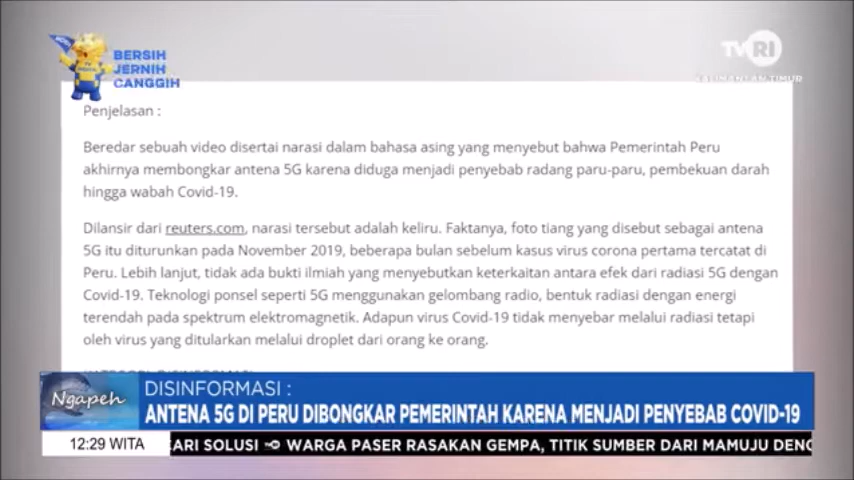 BERSIH
JERNIH
CANGGIH
TVRI
KALIMANTAN TIMUR
Penjelasan :
Beredar sebuah video disertai narasi dalam bahasa asing yang menyebut bahwa Pemerintah Peru
akhirnya membongkar antena 5G karena diduga menjadi penyebab radang paru-paru, pembekuan darah
hingga wabah Covid-19.
Dilansir dari reuters.com, narasi tersebut adalah keliru. Faktanya, foto tiang yang disebut sebagai antena
5G itu diturunkan pada November 2019, beberapa bulan sebelum kasus virus corona pertama tercatat di
Peru. Lebih lanjut, tidak ada bukti ilmiah yang menyebutkan keterkaitan antara efek dari radiasi 5G dengan
Covid-19. Teknologi ponsel seperti 5G menggunakan gelombang radio, bentuk radiasi dengan energi
terendah pada spektrum elektromagnetik. Adapun virus Covid-19 tidak menyebar melalui radiasi tetapi
oleh virus yang ditularkan melalui droplet dari orang ke orang.
Ngapeh
DISINFORMASI :
ANTENA 5G DI PERU DIBONGKAR PEMERINTAH KARENA MENJADI PENYEBAB COVID-19
12:29 WITA
CARI SOLUSI WARGA PASER RASAKAN GEMPA, TITIK SUMBER DARI MAMUJU DENG